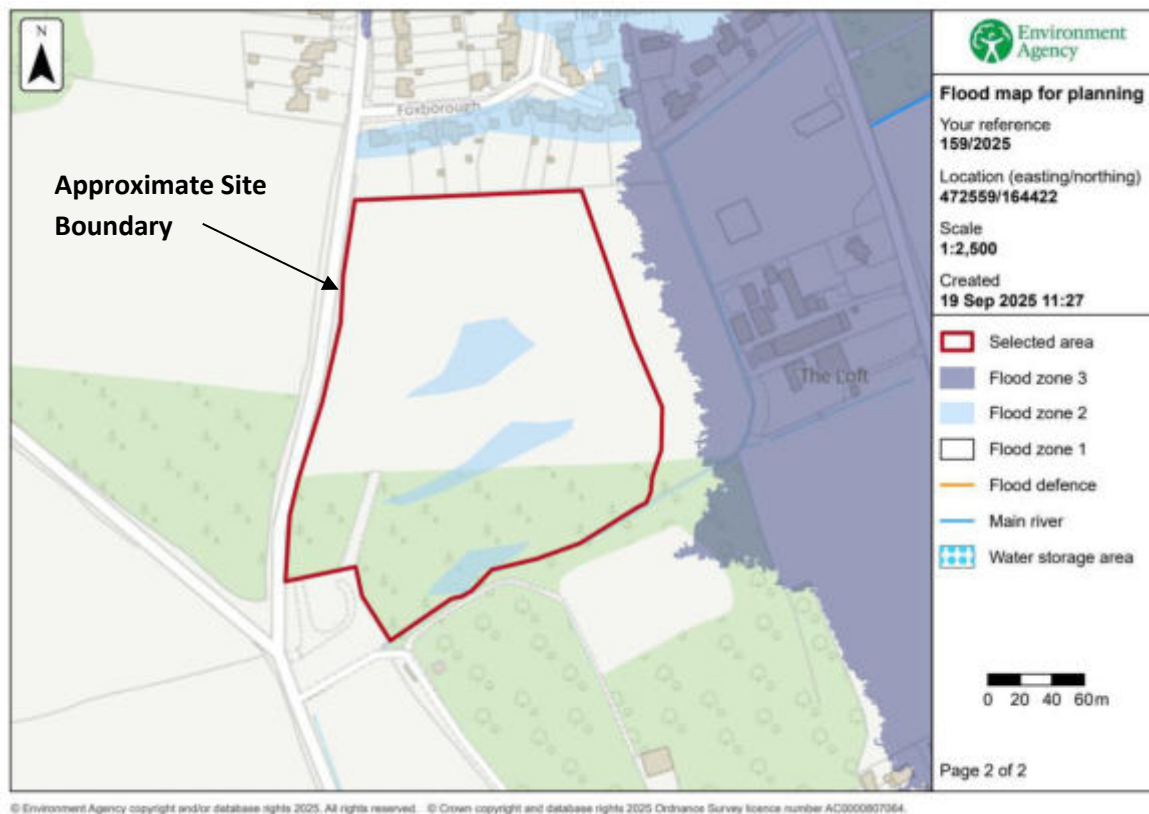 N
Foxborough
Approximate Site
Boundary
The Loft
Environment
Agency
Flood map for planning
Your reference
159/2025
Location (easting/northing)
472559/164422
Scale
1:2,500
Created
19 Sep 2025 11:27
Selected area
Flood zone 3
Flood zone 2
Flood zone 1
Flood defence
Main river
Water storage area
0 20 40 60m
Page 2 of 2
© Environment Agency copyright and/or database rights 2025. All rights reserved. © Crown copyright and database rights 2025 Ordnance Survey licence number AC0000807064.